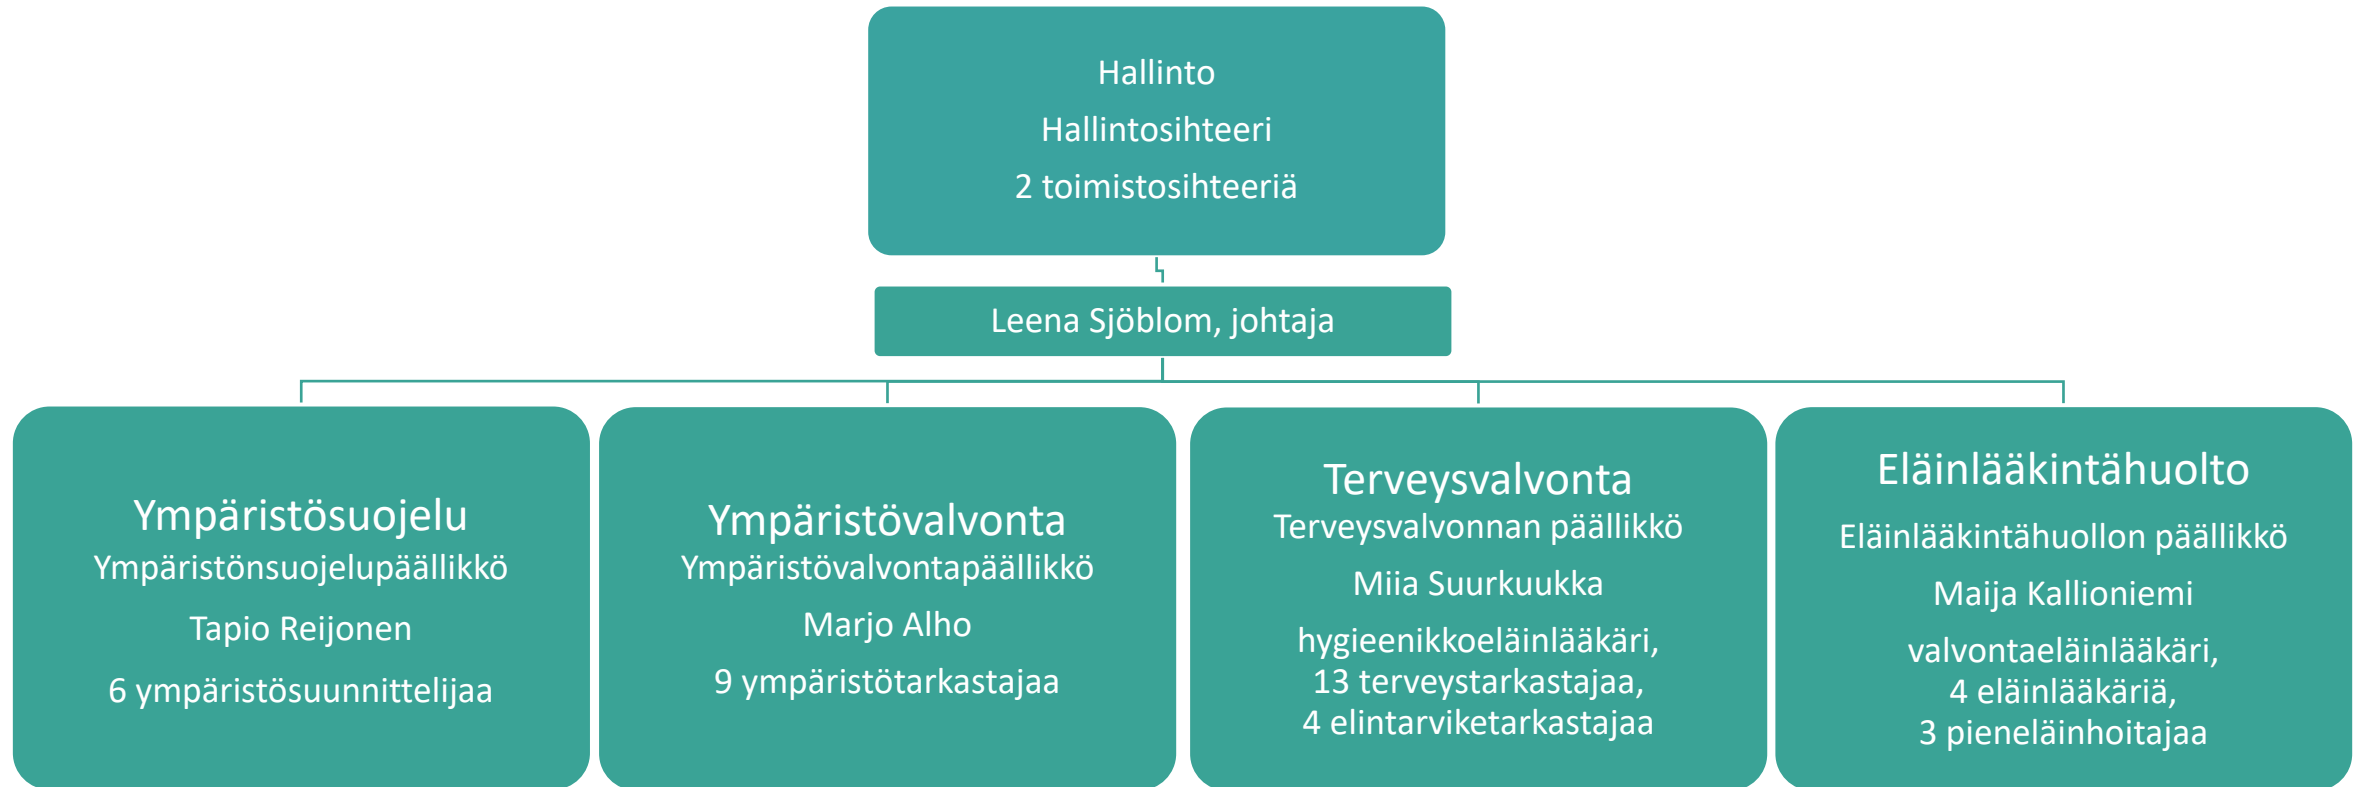 Hallinto
Hallintosihteeri
2 toimistosihteeriä
Leena Sjöblom, johtaja
Ympäristösuojelu
Ympäristönsuojelupäällikkö
Tapio Reijonen
6 ympäristösuunnittelijaa
Ympäristövalvonta
Ympäristövalvontapäällikkö
Marjo Alho
9 ympäristötarkastajaa
Terveysvalvonta
Terveysvalvonnan päällikkö
Miia Suurkuukka
hygieenikkoeläinlääkäri,
13 terveystarkastajaa,
4 elintarviketarkastajaa
Eläinlääkintähuolto
Eläinlääkintähuollon päällikkö
Maija Kallioniemi
valvontaeläinlääkäri,
4 eläinlääkäriä,
3 pieneläinhoitajaa